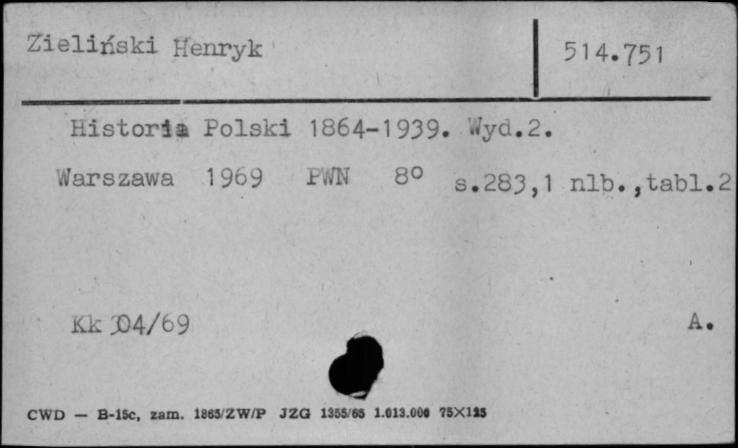 Zieliński Henryk 514.751
Historia Polski 1864-1939. Wyd.2.
Warszawa 1969 PWN 8° s.283,1 nlb.,tabl.2
Kk 304/69 A.
CWD — B-15c, zam. 1865/ZW/P JZG 1355/65 1.013.000 75X125